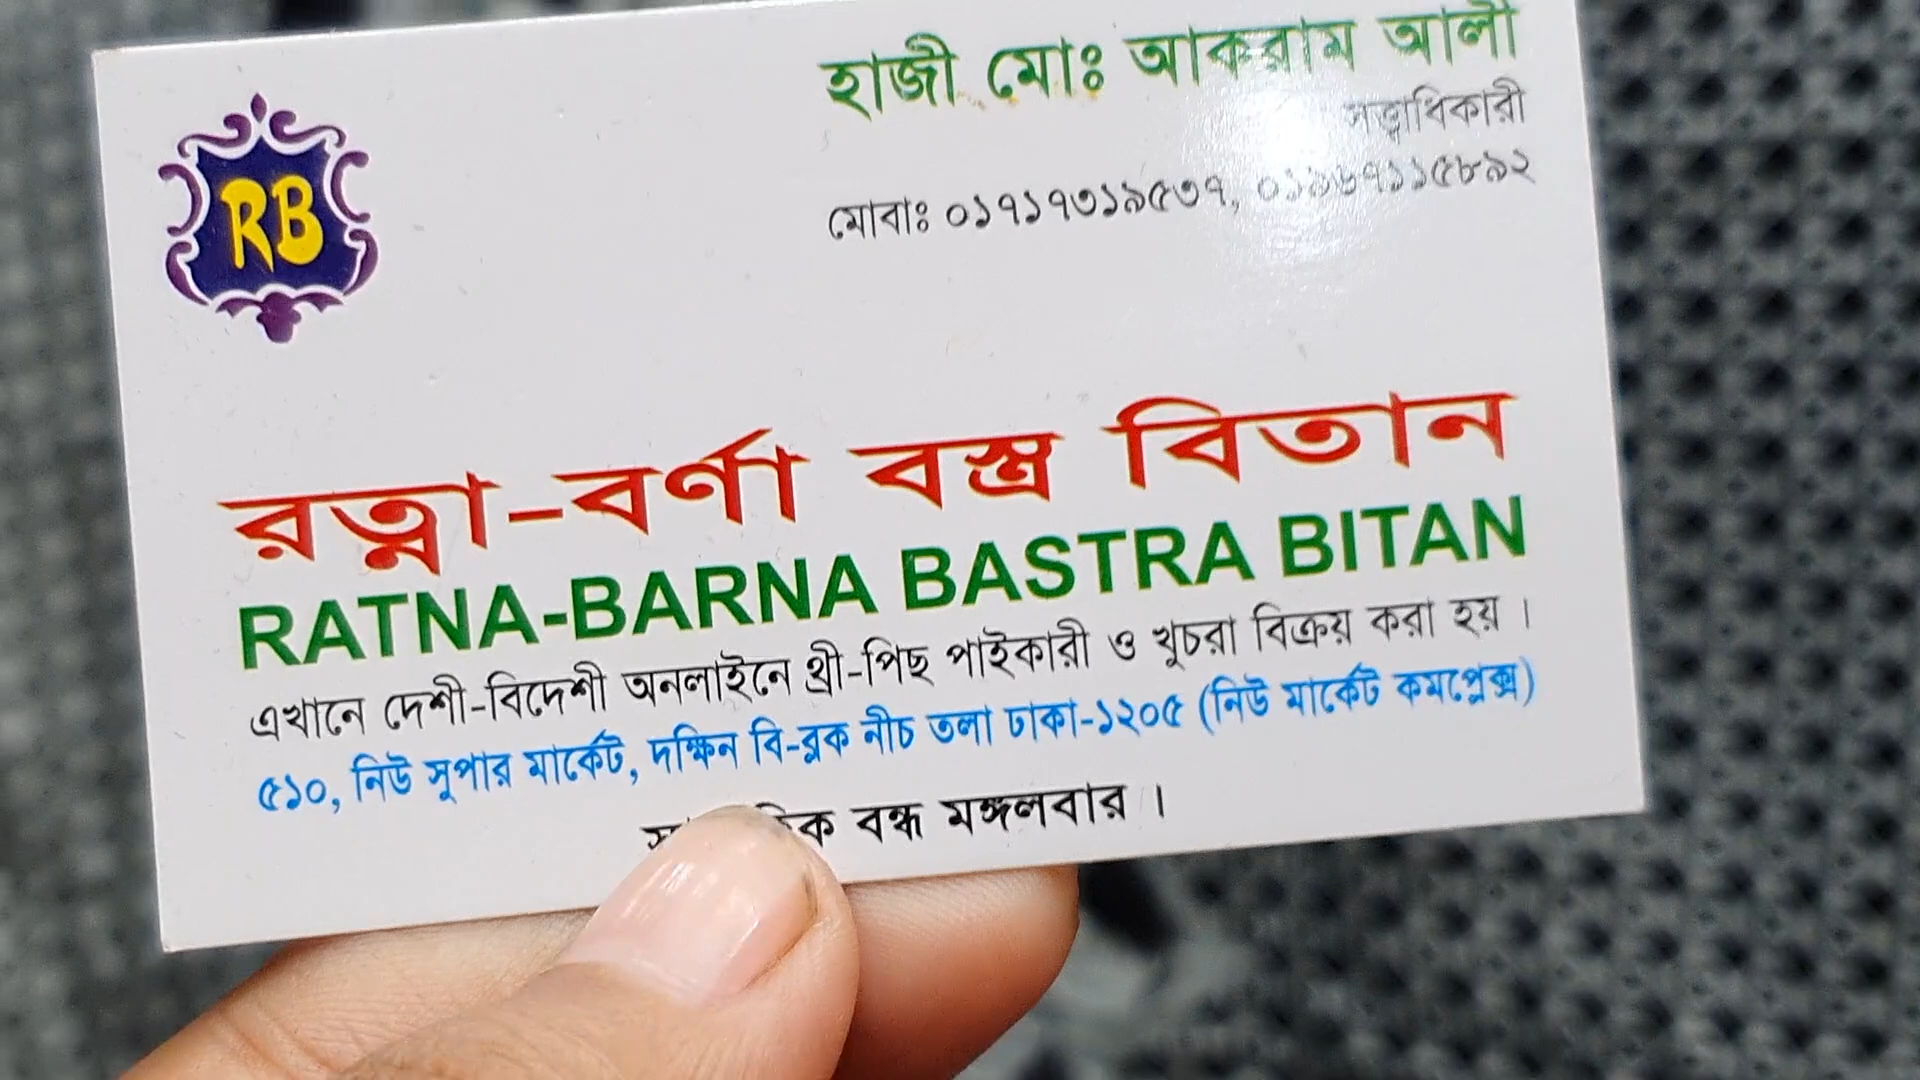 RB
হাজী মোঃ আকরাম আলী
সত্ত্বাধিকারী
মোবাঃ ০১৭১৭৩১৯৫৩৭, ০১৯৬৭১১৫৮৯২
রত্না-বর্ণা বস্ত্র বিতান
RATNA-BARNA BASTRA BITAN
এখানে দেশী-বিদেশী অনলাইনে থ্রী-পিছ পাইকারী ও খুচরা বিক্রয় করা হয় ।
৫১০, নিউ সুপার মার্কেট, দক্ষিন বি-ব্লক নীচ তলা ঢাকা-১২০৫ (নিউ মার্কেট কমপ্লেক্স)
বন্ধ মঙ্গলবার ।